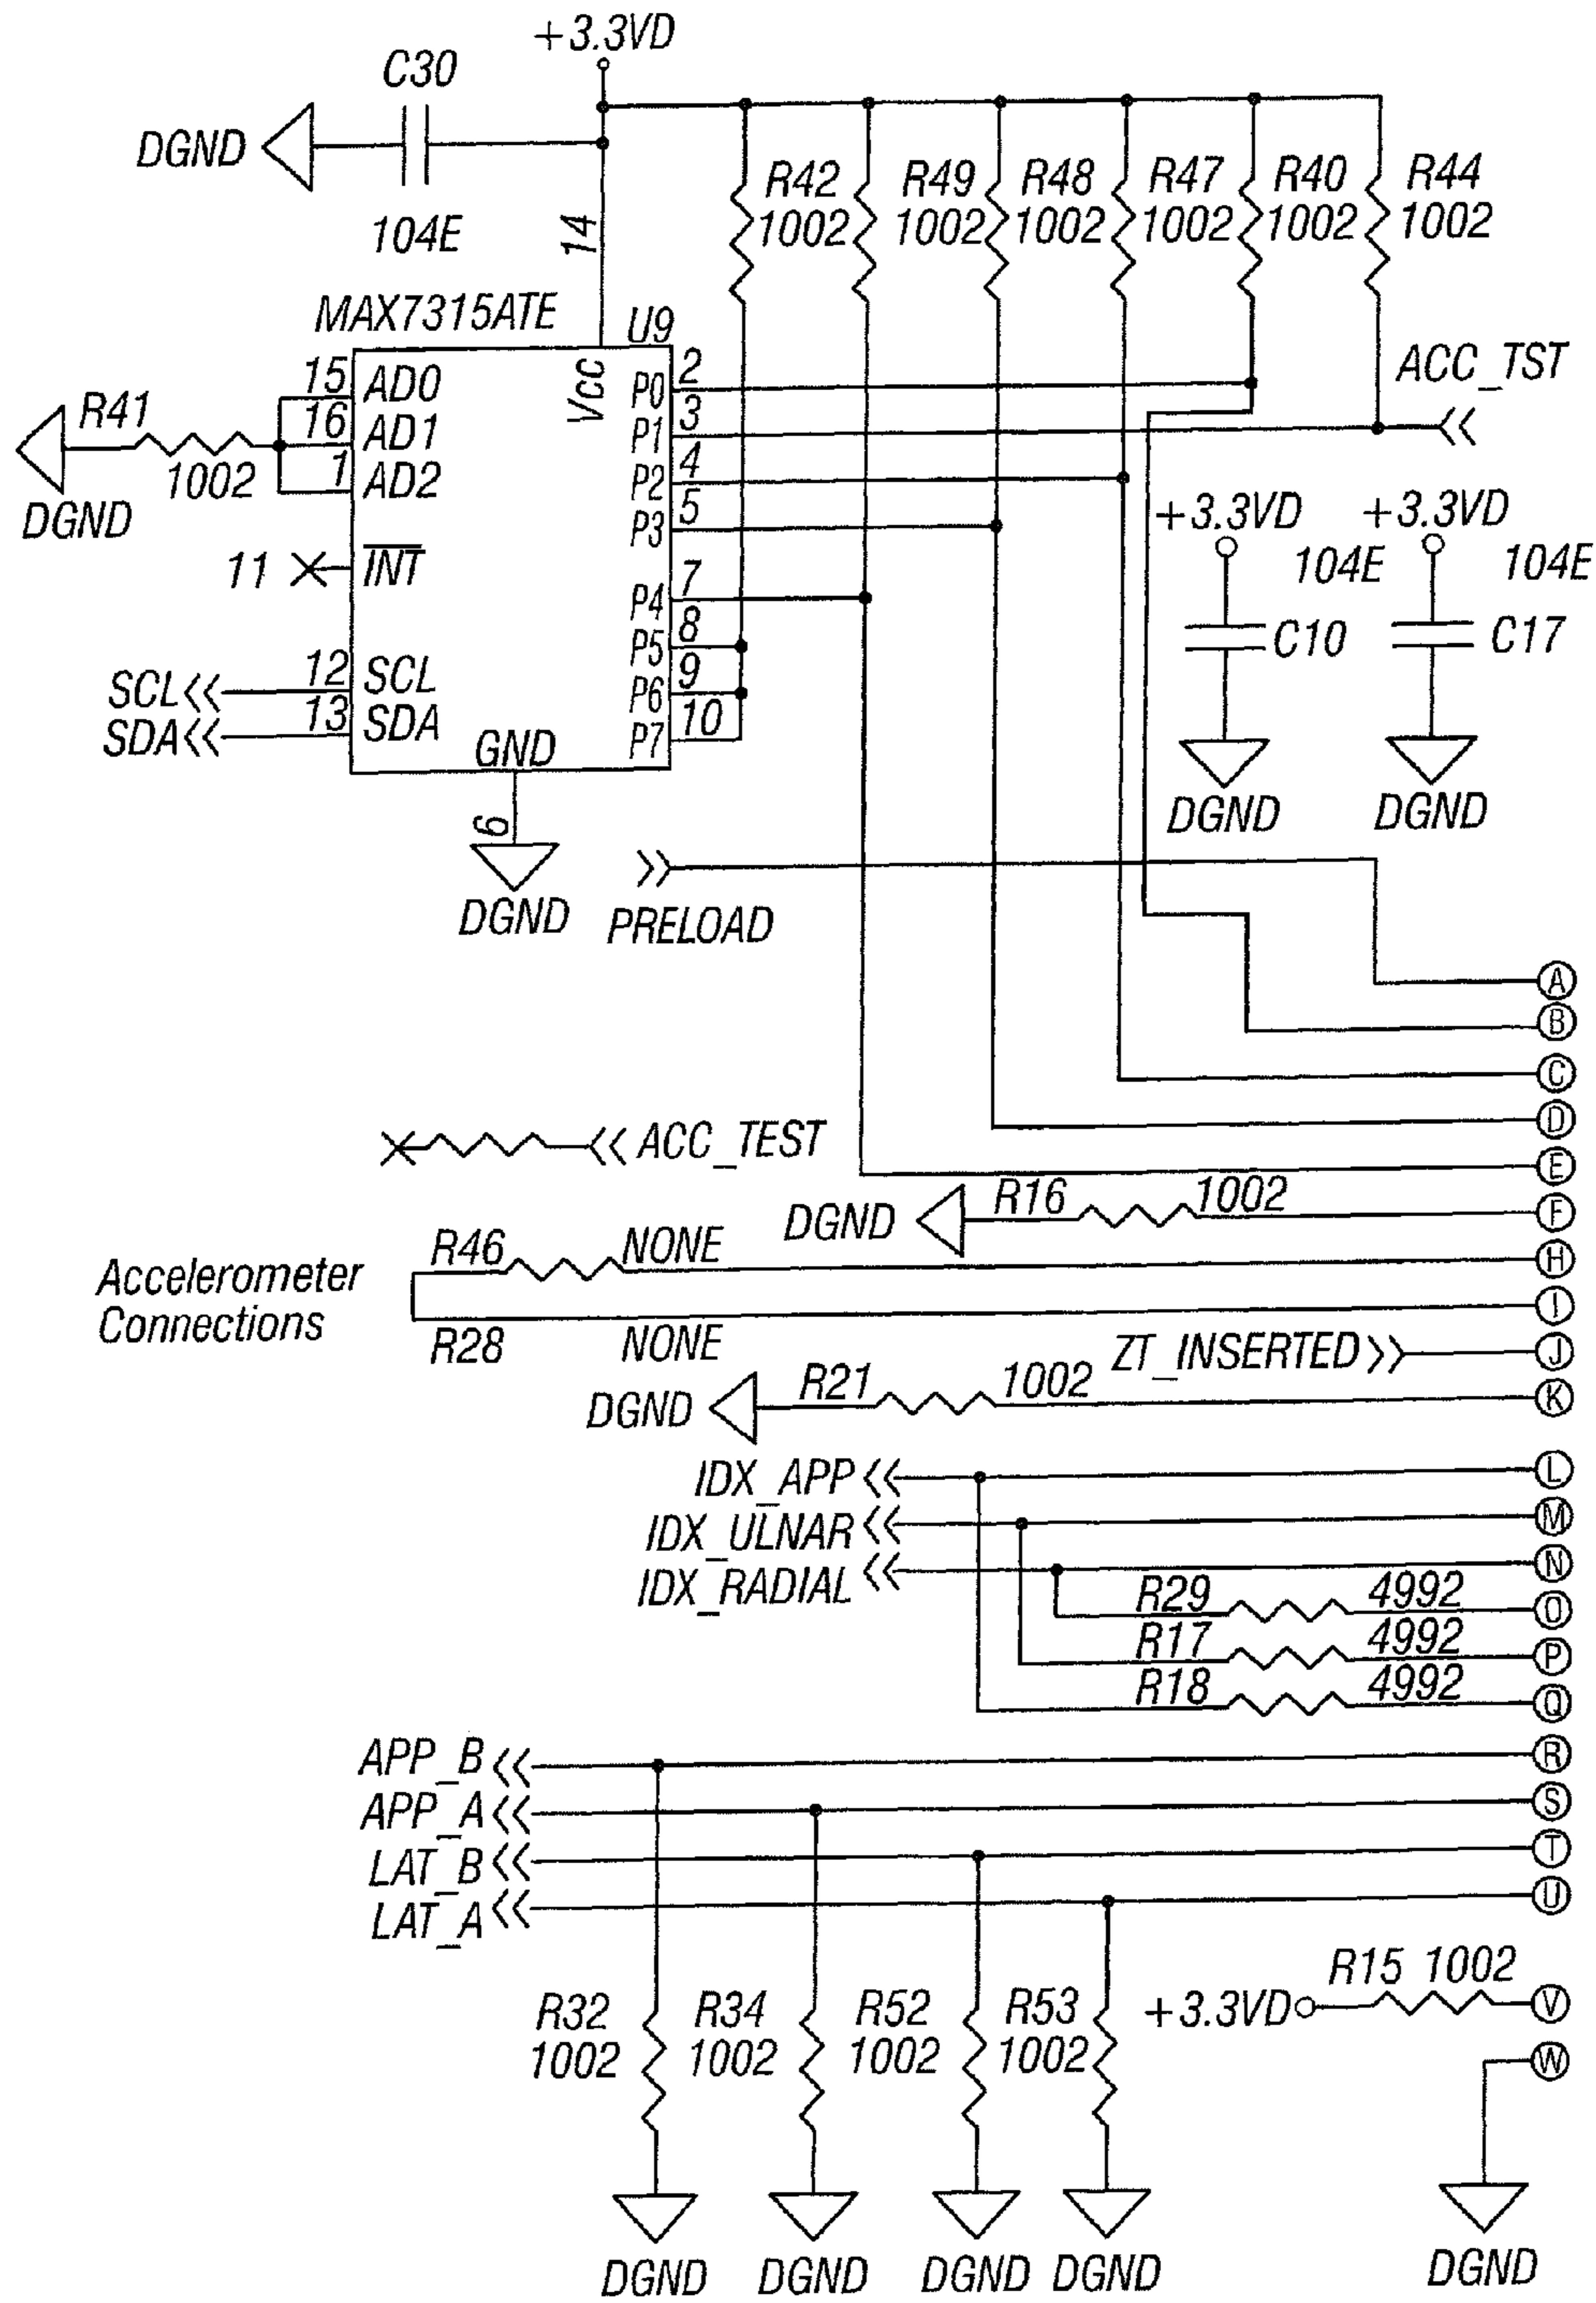 +3.3VD
C30
DGND
104E
14
R42
1002
R49
1002
R48
1002
R47
1002
R40
1002
R44
1002
MAX7315ATE
U9
Vcc
15
AD0
16
AD1
1
AD2
R41
1002
DGND
11
INT
12
SCL
13
SDA
SCL
SDA
GND
6
DGND
P0
2
P1
3
P2
4
P3
5
P4
7
P5
8
P6
9
P7
10
ACC_TST
+3.3VD
104E
C10
DGND
+3.3VD
104E
C17
DGND
PRELOAD
A
B
C
D
ACC_TEST
E
DGND
R16
1002
F
Accelerometer
Connections
R46
NONE
H
R28
NONE
I
ZT_INSERTED
J
DGND
R21
1002
K
IDX_APP
L
IDX_ULNAR
M
IDX_RADIAL
N
R29
4992
O
R17
4992
P
R18
4992
Q
APP_B
R
APP_A
S
LAT_B
T
LAT_A
U
R32
1002
R34
1002
R52
1002
R53
1002
+3.3VD
R15 1002
V
W
DGND
DGND
DGND
DGND
DGND